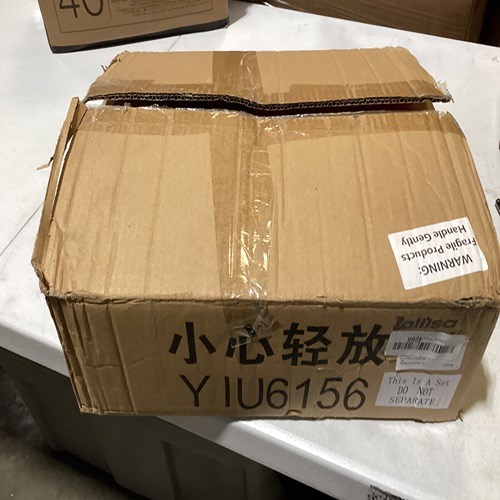 40
WARNING:
Fragile Products
Handle Gently
小心轻放
YIU6156
This Is A Set
DO NOT
SEPARATE